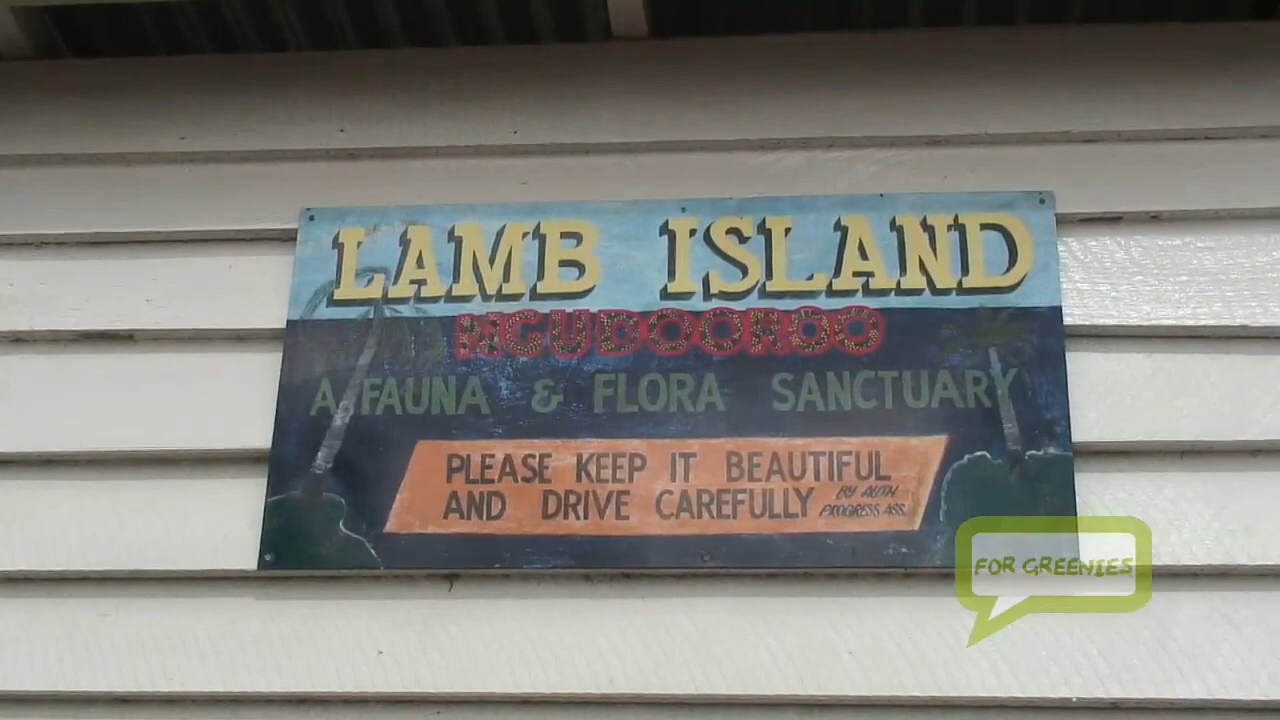 LAMB ISLAND
NGUDOOROO
A FAUNA & FLORA SANCTUARY
PLEASE KEEP IT BEAUTIFUL
AND DRIVE CAREFULLY
BY AUTH
PROGRESS ASS.
FOR GREENIES